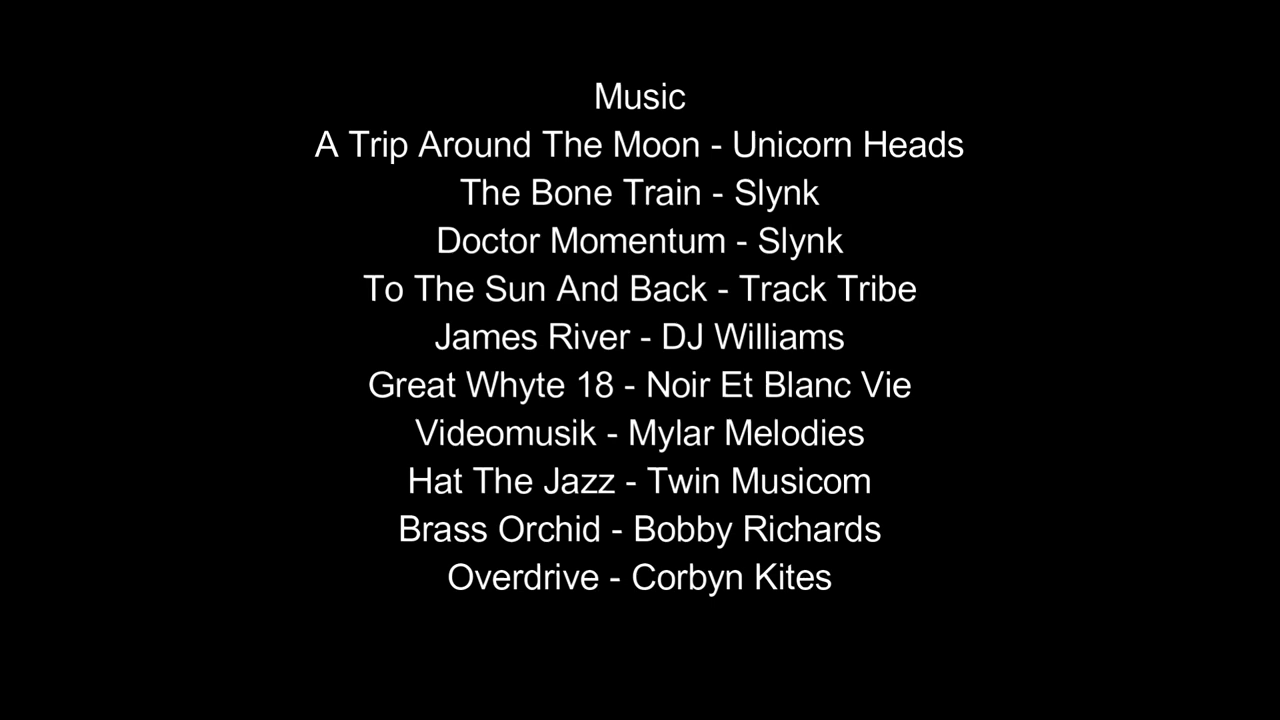 Music
A Trip Around The Moon - Unicorn Heads
The Bone Train - Slynk
Doctor Momentum - Slynk
To The Sun And Back - Track Tribe
James River - DJ Williams
Great Whyte 18 - Noir Et Blanc Vie
Videomusik - Mylar Melodies
Hat The Jazz - Twin Musicom
Brass Orchid - Bobby Richards
Overdrive - Corbyn Kites